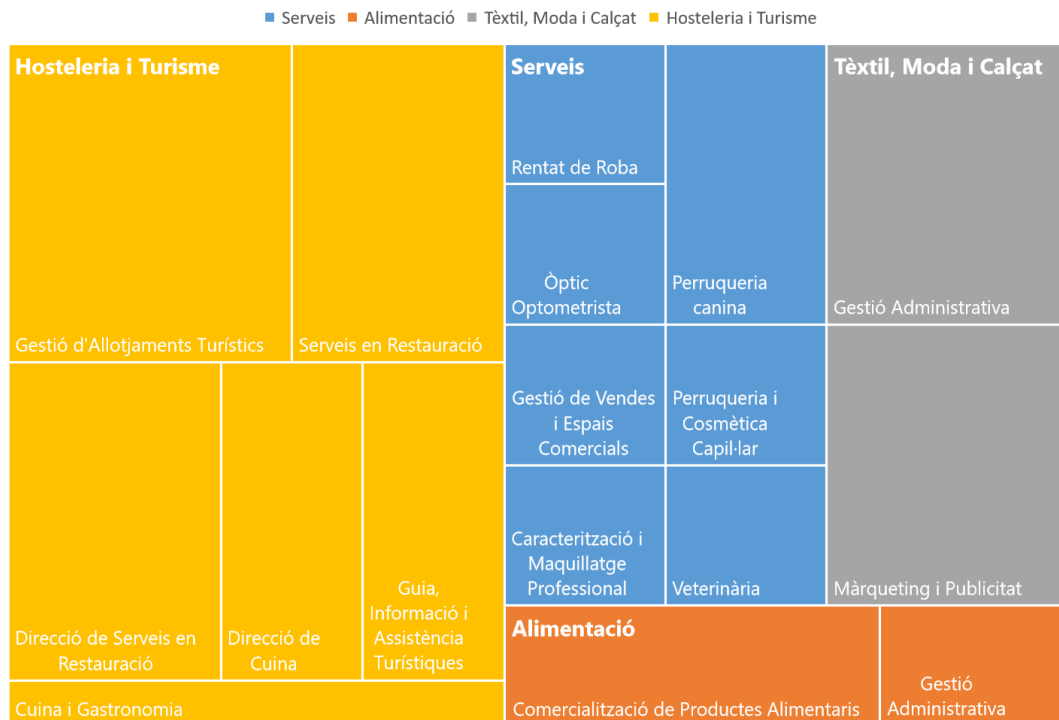 Serveis
Alimentació
Tèxtil, Moda i Calçat
Hosteleria i Turisme
Hosteleria i Turisme
Gestió d'Allotjaments Turístics
Serveis en Restauració
Direcció de Serveis en
Restauració
Direcció de
Cuina
Guia,
Informació i
Assistència
Turístiques
Cuina i Gastronomia
Serveis
Rentat de Roba
Òptic
Optometrista
Perruqueria
canina
Gestió de Vendes
i Espais
Comercials
Perruqueria i
Cosmètica
Capil·lar
Caracterització i
Maquillatge
Professional
Veterinària
Tèxtil, Moda i Calçat
Gestió Administrativa
Màrqueting i Publicitat
Alimentació
Comercialització de Productes Alimentaris
Gestió
Administrativa